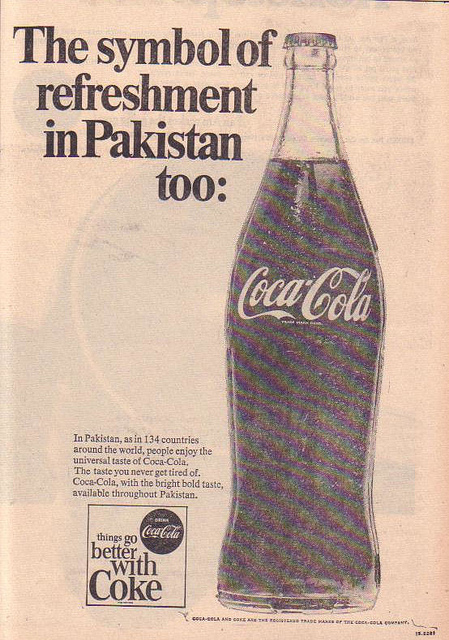 The symbol of
refreshment
in Pakistan
too:
Coca-Cola
In Pakistan, as in 134 countries
around the world, people enjoy the
universal taste of Coca-Cola.
The taste you never get tired of.
Coca-Cola, with the bright bold taste,
available throughout Pakistan.
DRINK
Coca-Cola
things go
better
with
Coke
COCA-COLA AND COKE ARE THE REGISTERED TRADE MARKS OF THE COCA-COLA COMPANY.